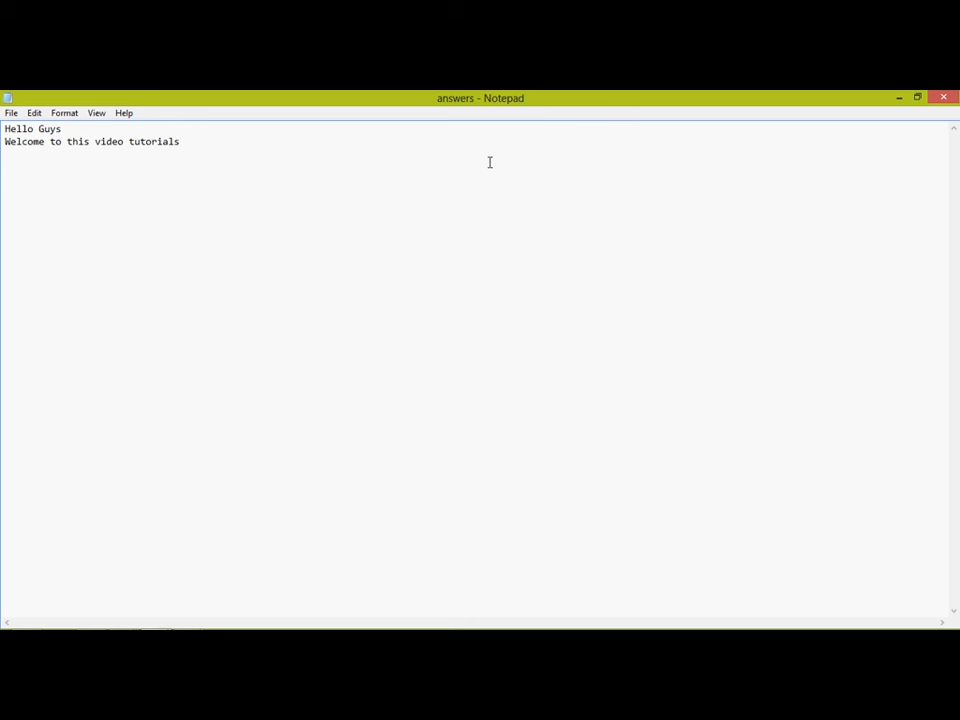 answers - Notepad
File Edit Format View Help
Hello Guys
Welcome to this video tutorials